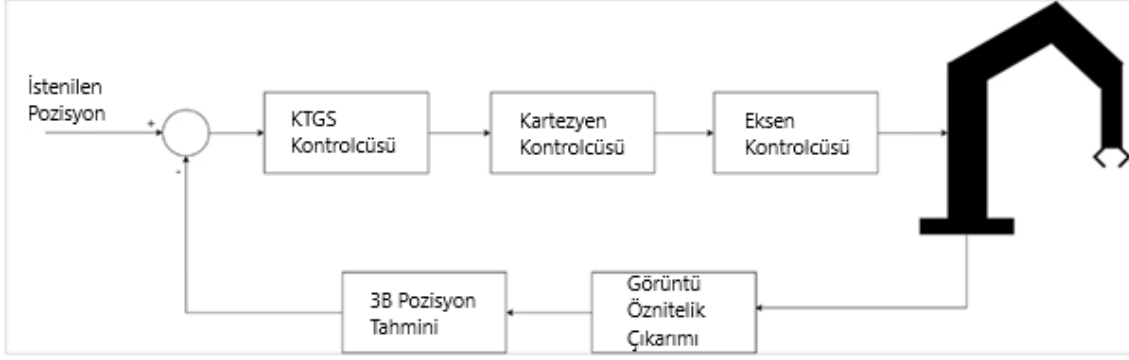 İstenilen
Pozisyon
+
-
KTGS
Kontrolcüsü
Kartezyen
Kontrolcüsü
Eksen
Kontrolcüsü
3B Pozisyon
Tahmini
Görüntü
Öznitelik
Çıkarımı